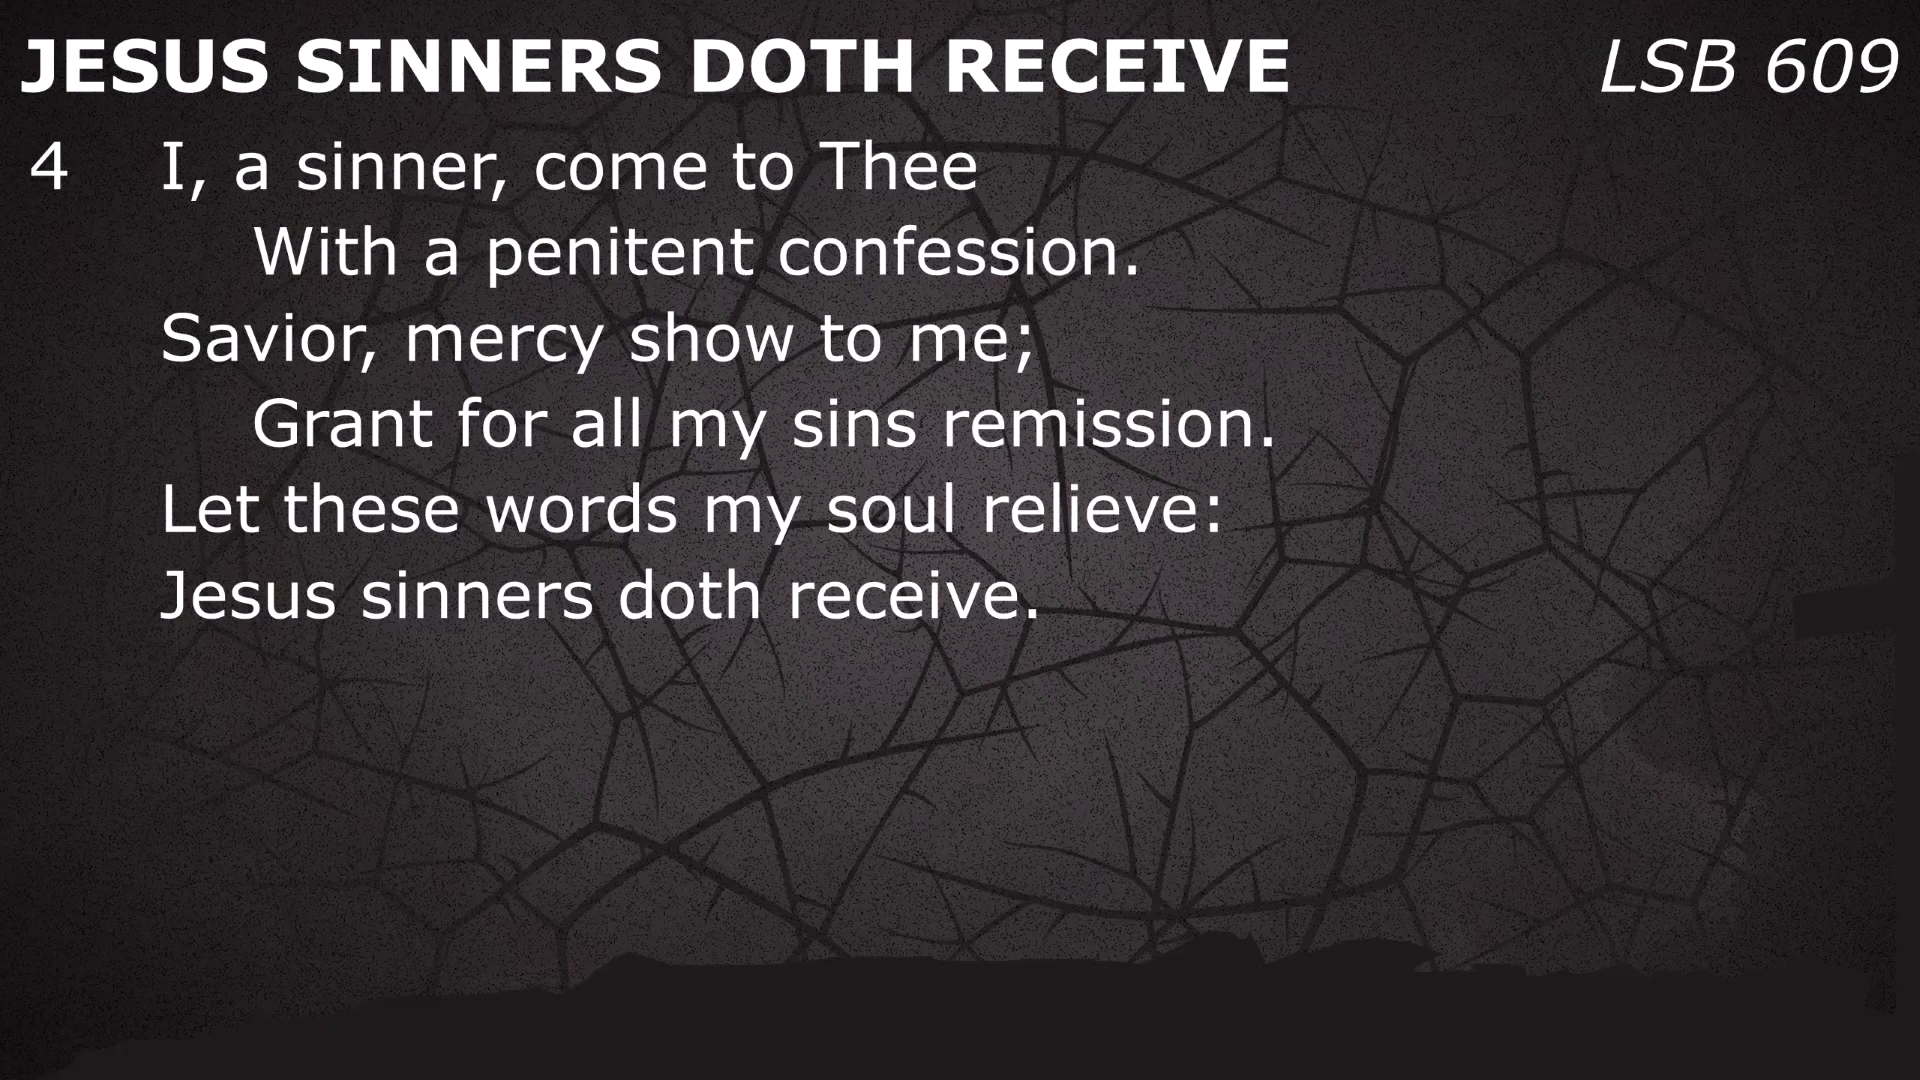 JESUS SINNERS DOTH RECEIVE LSB 609
4 I, a sinner, come to Thee
With a penitent confession.
Savior, mercy show to me;
Grant for all my sins remission.
Let these words my soul relieve:
Jesus sinners doth receive.